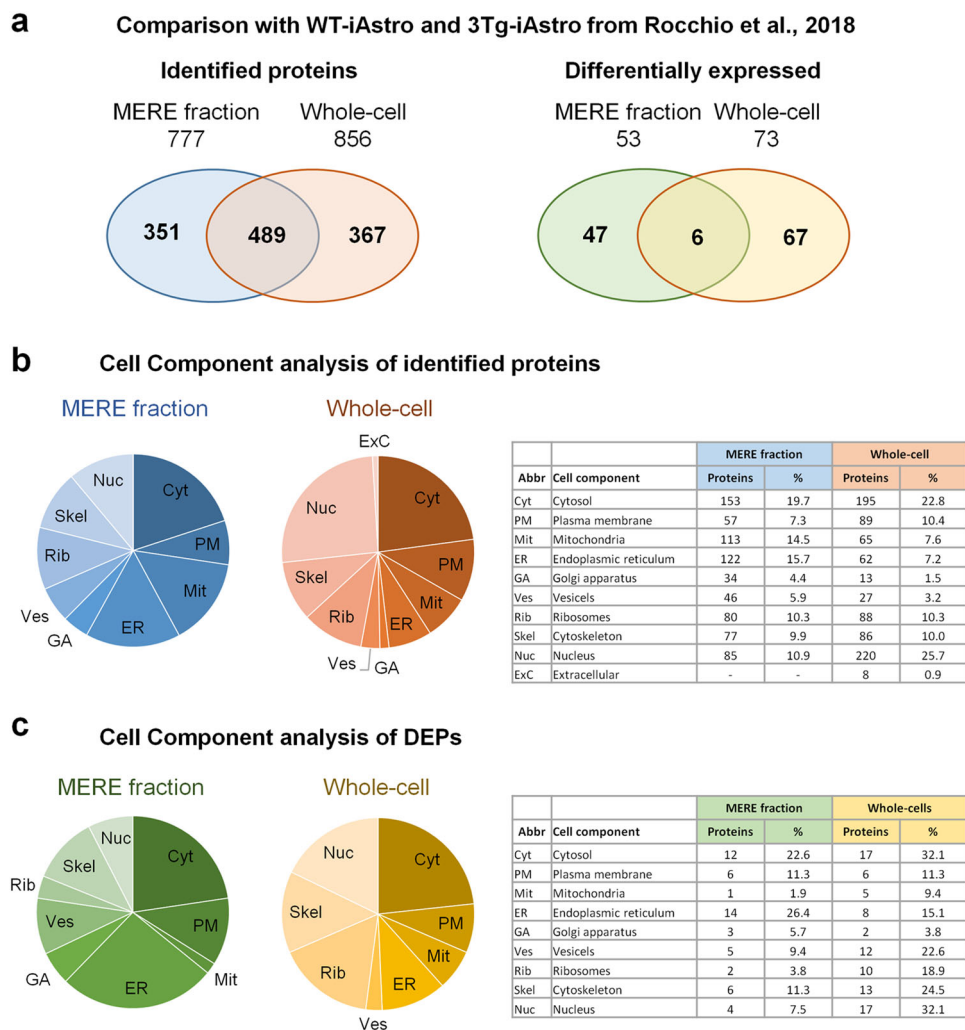 a Comparison with WT-iAstro and 3Tg-iAstro from Rocchio et al., 2018
Identified proteins
MERE fraction
777
Whole-cell
856
351
489
367
Differentially expressed
MERE fraction
53
Whole-cell
73
47
6
67
b Cell Component analysis of identified proteins
MERE fraction
Cyt
PM
Mit
ER
GA
Ves
Rib
Skel
Nuc
Whole-cell
ExC
Cyt
PM
Mit
ER
GA
Ves
Rib
Skel
Nuc
MERE fraction Whole-cell
Abbr Cell component Proteins % Proteins %
Cyt Cytosol 153 19.7 195 22.8
PM Plasma membrane 57 7.3 89 10.4
Mit Mitochondria 113 14.5 65 7.6
ER Endoplasmic reticulum 122 15.7 62 7.2
GA Golgi apparatus 34 4.4 13 1.5
Ves Vesicels 46 5.9 27 3.2
Rib Ribosomes 80 10.3 88 10.3
Skel Cytoskeleton 77 9.9 86 10.0
Nuc Nucleus 85 10.9 220 25.7
ExC Extracellular - - 8 0.9
c Cell Component analysis of DEPs
MERE fraction
Cyt
PM
Mit
ER
GA
Ves
Rib
Skel
Nuc
Whole-cell
Cyt
PM
Mit
ER
Ves
Rib
Skel
Nuc
MERE fraction Whole-cells
Abbr Cell component Proteins % Proteins %
Cyt Cytosol 12 22.6 17 32.1
PM Plasma membrane 6 11.3 6 11.3
Mit Mitochondria 1 1.9 5 9.4
ER Endoplasmic reticulum 14 26.4 8 15.1
GA Golgi apparatus 3 5.7 2 3.8
Ves Vesicels 5 9.4 12 22.6
Rib Ribosomes 2 3.8 10 18.9
Skel Cytoskeleton 6 11.3 13 24.5
Nuc Nucleus 4 7.5 17 32.1